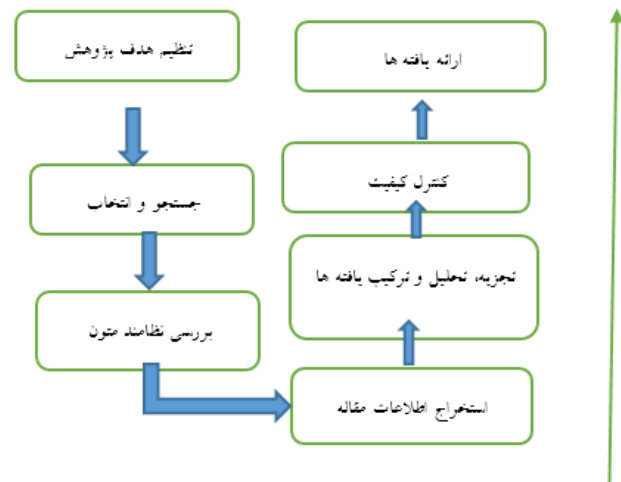 تنظیم هدف پژوهش
جستجو و انتخاب
بررسی نظامند متون
استخراج اطلاعات مقاله
تجزیه، تحلیل و ترکیب یافته ها
کنترل کیفیت
ارائه یافته ها